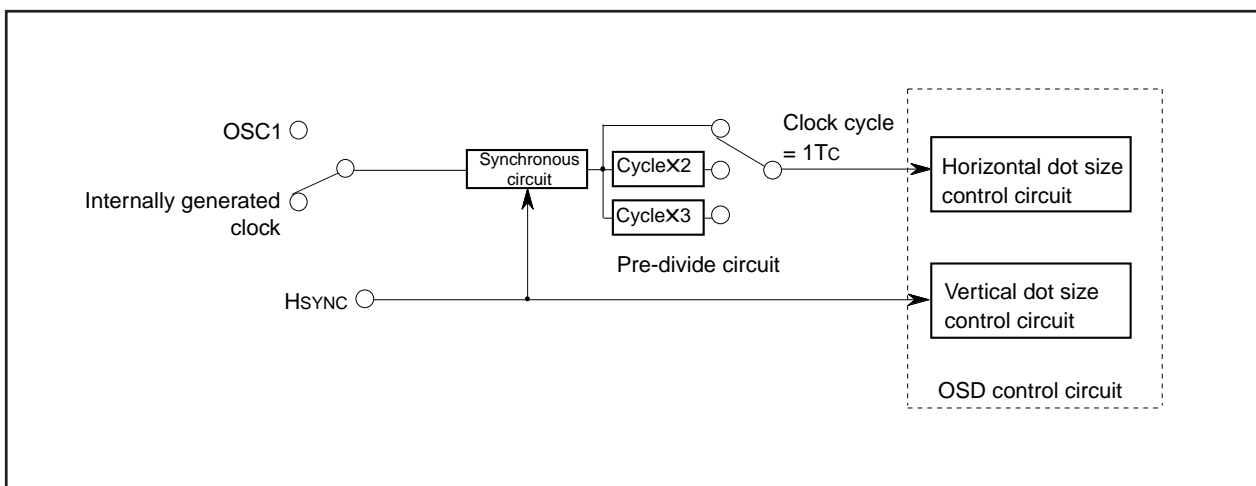 OSC1
Internally generated
clock
HSYNC
Synchronous
circuit
Cycle×2
Cycle×3
Pre-divide circuit
Clock cycle
= 1TC
Horizontal dot size
control circuit
Vertical dot size
control circuit
OSD control circuit